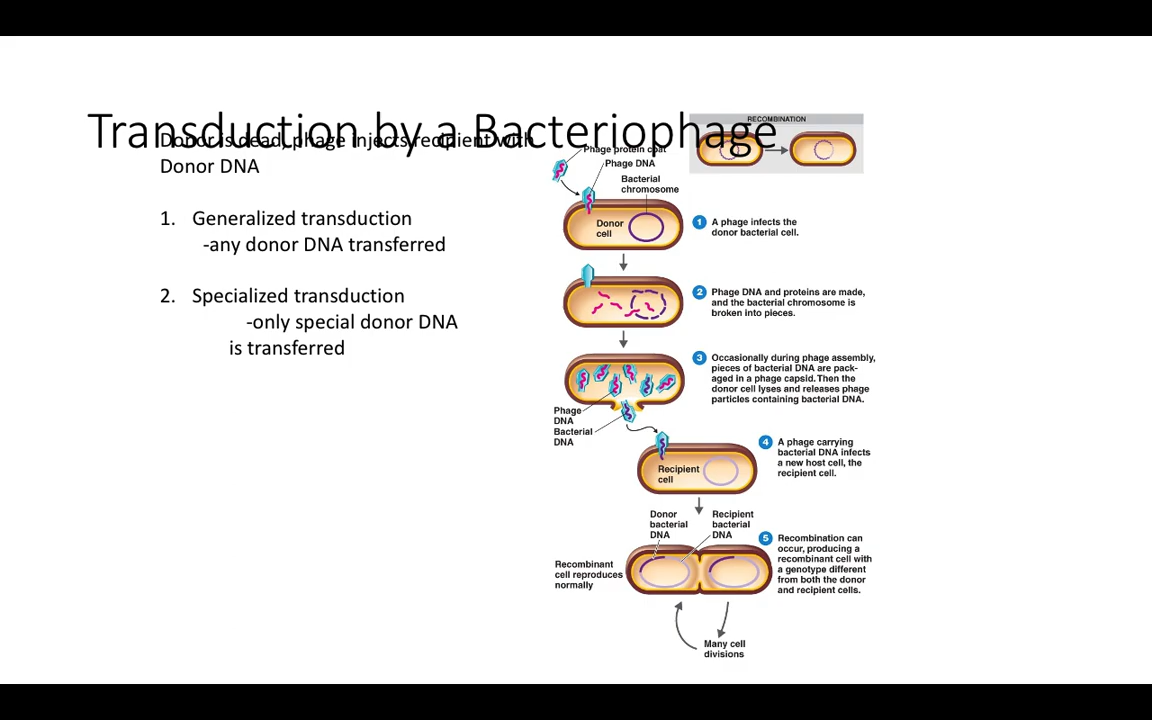 Transduction by a Bacteriophage
Donor is dead, phage injects recipient with
Donor DNA
1. Generalized transduction
-any donor DNA transferred
2. Specialized transduction
-only special donor DNA
is transferred
RECOMBINATION
Phage protein coat
Phage DNA
Bacterial
chromosome
Donor
cell
1 A phage infects the
donor bacterial cell.
2 Phage DNA and proteins are made,
and the bacterial chromosome is
broken into pieces.
3 Occasionally during phage assembly,
pieces of bacterial DNA are pack-
aged in a phage capsid. Then the
donor cell lyses and releases phage
particles containing bacterial DNA.
Phage
DNA
Bacterial
DNA
4 A phage carrying
bacterial DNA infects
a new host cell, the
recipient cell.
Recipient
cell
Donor
bacterial
DNA
Recipient
bacterial
DNA
5 Recombination can
occur, producing a
recombinant cell with
a genotype different
from both the donor
and recipient cells.
Recombinant
cell reproduces
normally
Many cell
divisions